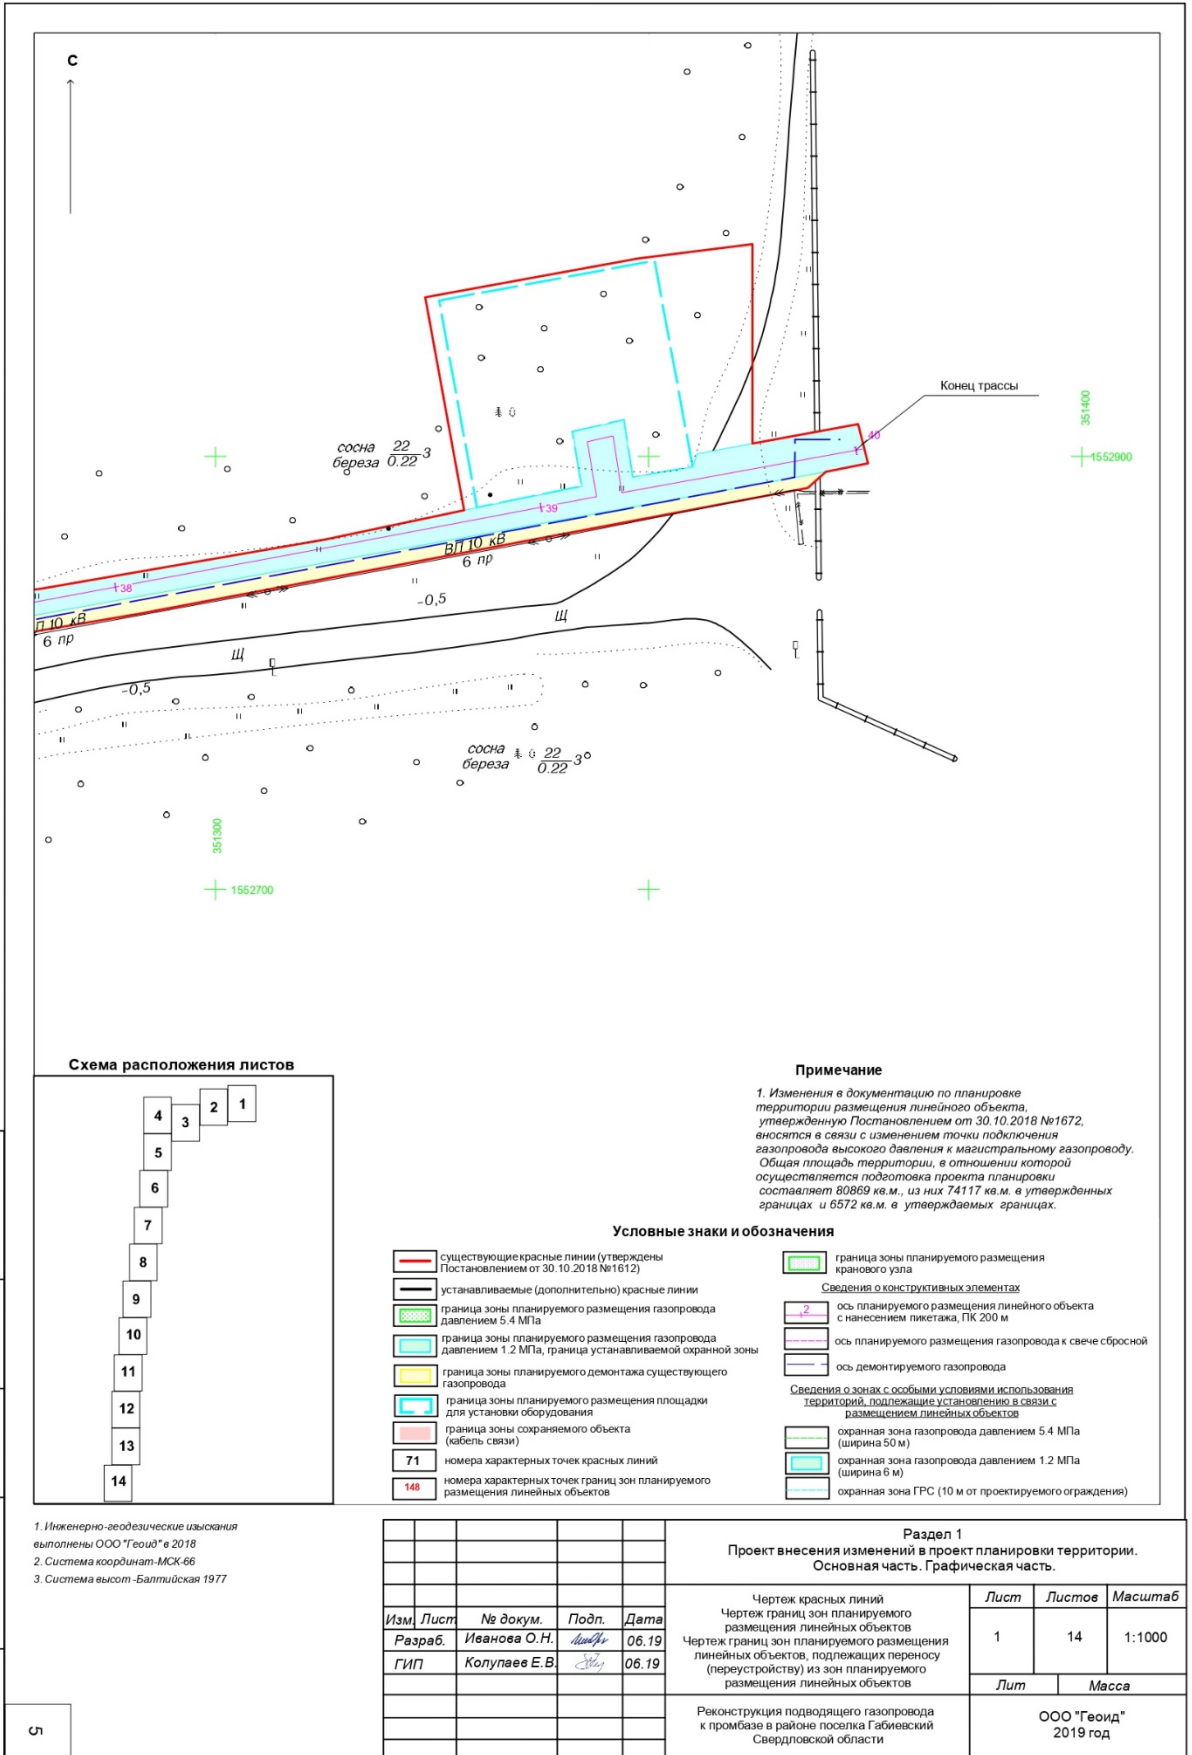 С
Конец трассы
351400
1552900
40
39
38
сосна 22 3
береза 0.22
ВЛ 10 кВ
6 пр
П 10 кВ
6 пр
-0,5
Щ
Щ
-0,5
сосна 22 3
береза 0.22
351300
1552700
Схема расположения листов
1
2
3
4
5
6
7
8
9
10
11
12
13
14
Примечание
1. Изменения в документацию по планировке
территории размещения линейного объекта,
утвержденную Постановлением от 30.10.2018 №1672,
вносятся в связи с изменением точки подключения
газопровода высокого давления к магистральному газопроводу.
Общая площадь территории, в отношении которой
осуществляется подготовка проекта планировки
составляет 80869 кв.м., из них 74117 кв.м. в утвержденных
границах и 6572 кв.м. в утверждаемых границах.
Условные знаки и обозначения
существующие красные линии (утверждены
Постановлением от 30.10.2018 №1612)
устанавливаемые (дополнительно) красные линии
граница зоны планируемого размещения газопровода
давлением 5.4 МПа
граница зоны планируемого размещения газопровода
давлением 1.2 МПа, граница устанавливаемой охранной зоны
граница зоны планируемого демонтажа существующего
газопровода
граница зоны планируемого размещения площадки
для установки оборудования
граница зоны сохраняемого объекта
(кабель связи)
71 номера характерных точек красных линий
148 номера характерных точек границ зон планируемого
размещения линейных объектов
граница зоны планируемого размещения
кранового узла
Сведения о конструктивных элементах
2 ось планируемого размещения линейного объекта
с нанесением пикетажа, ПК 200 м
ось планируемого размещения газопровода к свече сбросной
ось демонтируемого газопровода
Сведения о зонах с особыми условиями использования
территорий, подлежащие установлению в связи с
размещением линейных объектов
охранная зона газопровода давлением 5.4 МПа
(ширина 50 м)
охранная зона газопровода давлением 1.2 МПа
(ширина 6 м)
охранная зона ГРС (10 м от проектируемого ограждения)
1. Инженерно-геодезические изыскания
выполнены ООО "Геоид" в 2018
2. Система координат-МСК-66
3. Система высот -Балтийская 1977
Раздел 1
Проект внесения изменений в проект планировки территории.
Основная часть. Графическая часть.
Изм. Лист № докум. Подп. Дата
Разраб. Иванова О.Н. 06.19
ГИП Колупаев Е.В. 06.19
Чертеж красных линий
Чертеж границ зон планируемого
размещения линейных объектов
Чертеж границ зон планируемого размещения
линейных объектов, подлежащих переносу
(переустройству) из зон планируемого
размещения линейных объектов
Лист Листов Масштаб
1 14 1:1000
Лит Масса
Реконструкция подводящего газопровода
к промбазе в районе поселка Габиевский
Свердловской области
ООО "Геоид"
2019 год
5